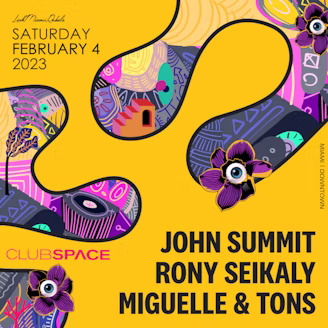 SATURDAY
FEBRUARY 4
2023
MIAMI | DOWNTOWN
CLUBSPACE
JOHN SUMMIT
RONY SEIKALY
MIGUELLE & TONS